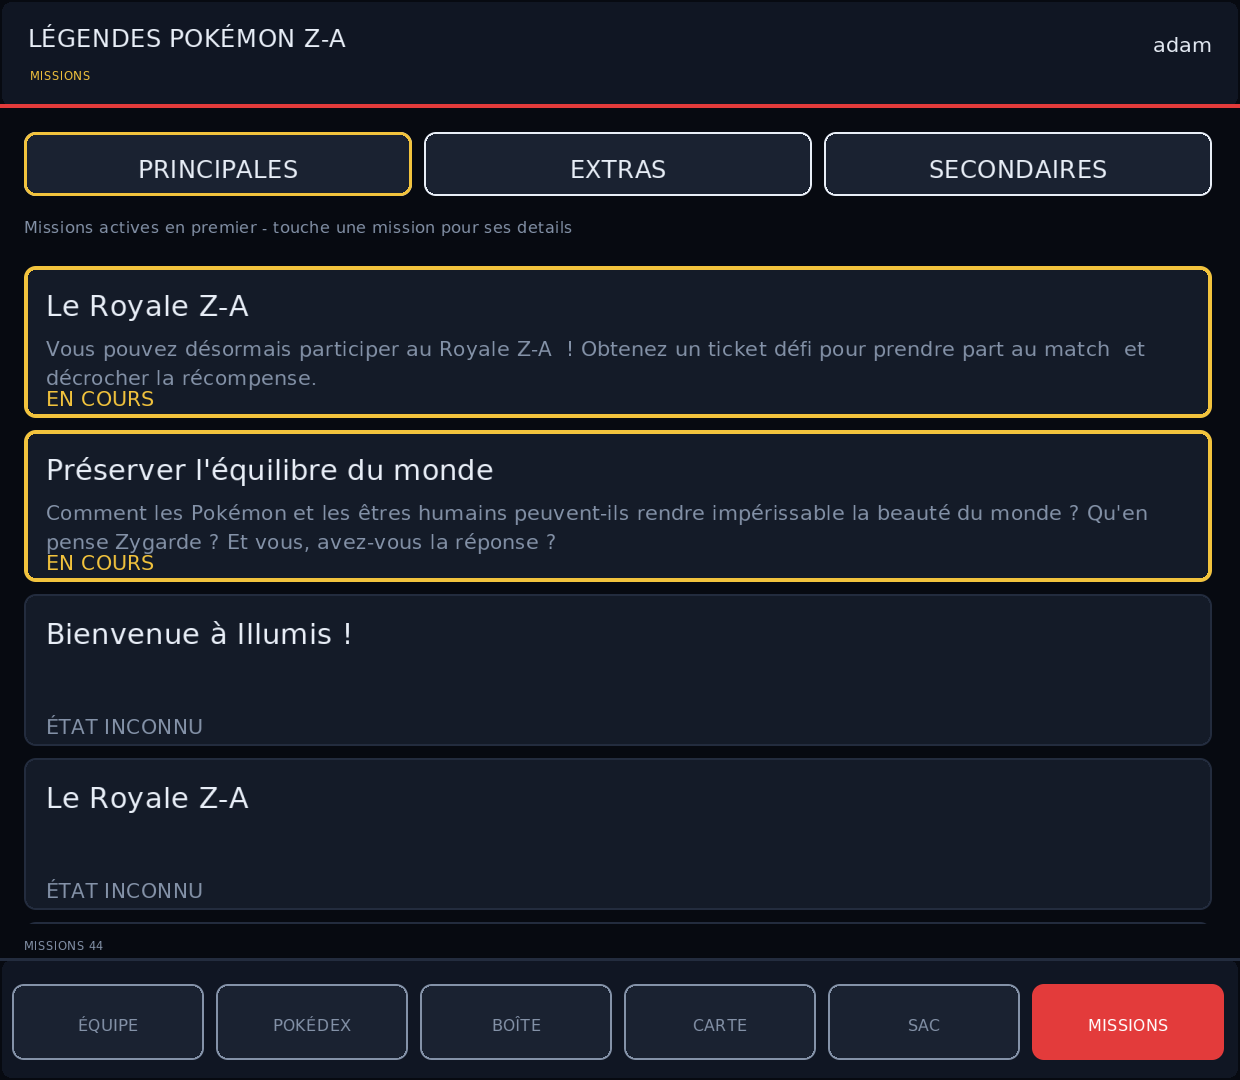 LÉGENDES POKÉMON Z-A
adam
MISSIONS
PRINCIPALES
EXTRAS
SECONDAIRES
Missions actives en premier - touche une mission pour ses details
Le Royale Z-A
Vous pouvez désormais participer au Royale Z-A  ! Obtenez un ticket défi pour prendre part au match  et
décrocher la récompense.
EN COURS
Préserver l'équilibre du monde
Comment les Pokémon et les êtres humains peuvent-ils rendre impérissable la beauté du monde ? Qu'en
pense Zygarde ? Et vous, avez-vous la réponse ?
EN COURS
Bienvenue à Illumis !
ÉTAT INCONNU
Le Royale Z-A
ÉTAT INCONNU
MISSIONS 44
ÉQUIPE
POKÉDEX
BOÎTE
CARTE
SAC
MISSIONS